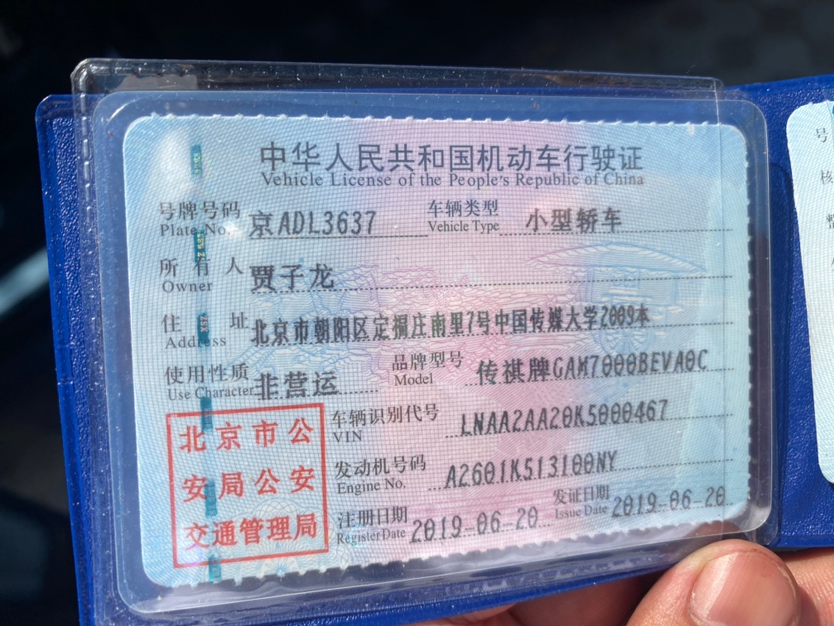 中华人民共和国机动车行驶证
Vehicle License of the People's Republic of China
号牌号码 京ADL3637 车辆类型 小型轿车
Plate No. Vehicle Type
所有人 贾子龙
Owner
住址 北京市朝阳区定福庄南里7号中国传媒大学2009本
Address
使用性质 非营运 品牌型号 传祺牌GAM7000BEVA0C
Use Character Model
北京市公安局公安交通管理局
车辆识别代号 LNAA2AA20K5000467
VIN
发动机号码 A2601K513100NY
Engine No.
注册日期 2019-06-20 发证日期 2019-06-20
Register Date Issue Date
号
核